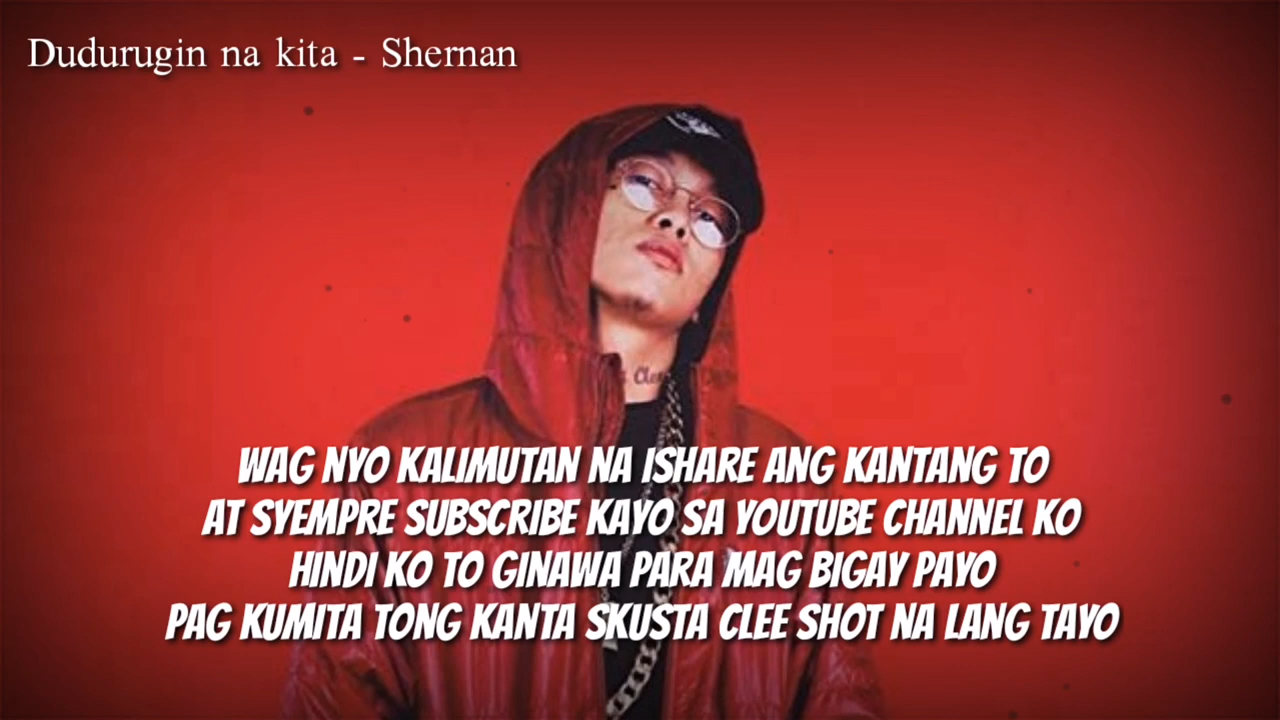 Dudurugin na kita - Shernan
WAG NYO KALIMUTAN NA ISHARE ANG KANTANG TO
AT SYEMPRE SUBSCRIBE KAYO SA YOUTUBE CHANNEL KO
HINDI KO TO GINAWA PARA MAG BIGAY PAYO
PAG KUMITA TONG KANTA SKUSTA CLEE SHOT NA LANG TAYO